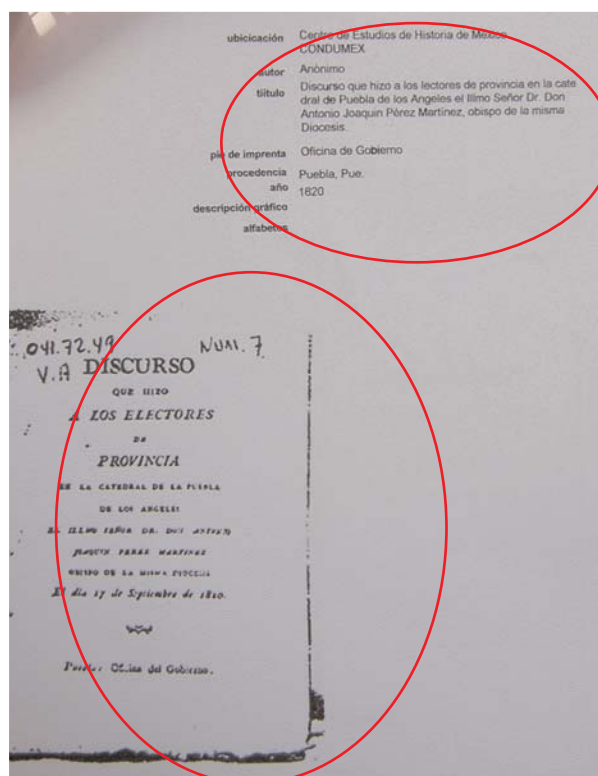 ubicicación Centro de Estudios de Historia de México
CONDUMEX
autor Anónimo
tiitulo Discurso que hizo a los lectores de provincia en la cate
dral de Puebla de los Angeles el Illmo Señor Dr. Don
Antonio Joaquin Pérez Martinez, obispo de la misma
Diocesis.
pie de imprenta Oficina de Gobierno
procedencia Puebla, Pue.
año 1820
descripción gráfico
alfabetos
041.72.49 NUM. 7
V.A DISCURSO
QUE HIZO
A LOS ELECTORES
DE
PROVINCIA
EN LA CATEDRAL DE LA PUEBLA
DE LOS ANGELES
EL ILLMO SEÑOR DR. DON ANTONIO
JOAQUIN PEREZ MARTINEZ
OBISPO DE LA MISMA DIOCESIS
El dia 17 de Septiembre de 1820.
Puebla: Oficina del Gobierno.